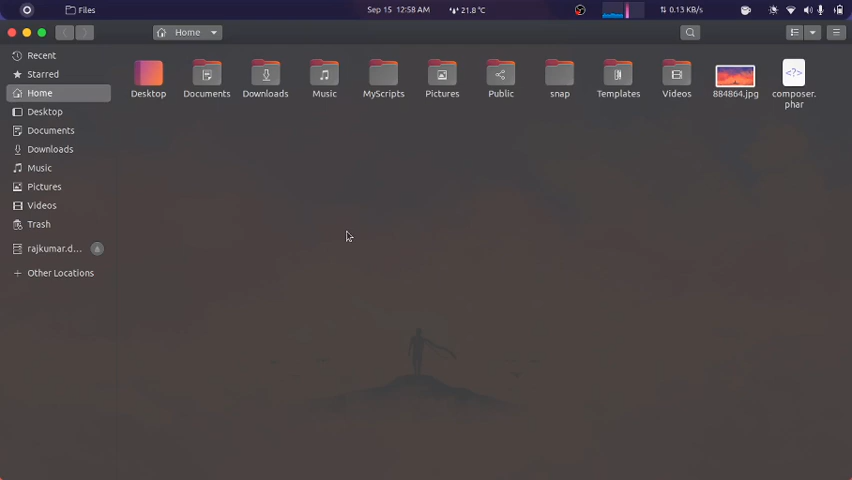 Files
Sep 15 12:58 AM
21.8 °C
0.13 KB/s
Home
Recent
Starred
Home
Desktop
Documents
Downloads
Music
Pictures
Videos
Trash
rajkumar.d...
Other Locations
Desktop
Documents
Downloads
Music
MyScripts
Pictures
Public
snap
Templates
Videos
884864.jpg
composer.
phar